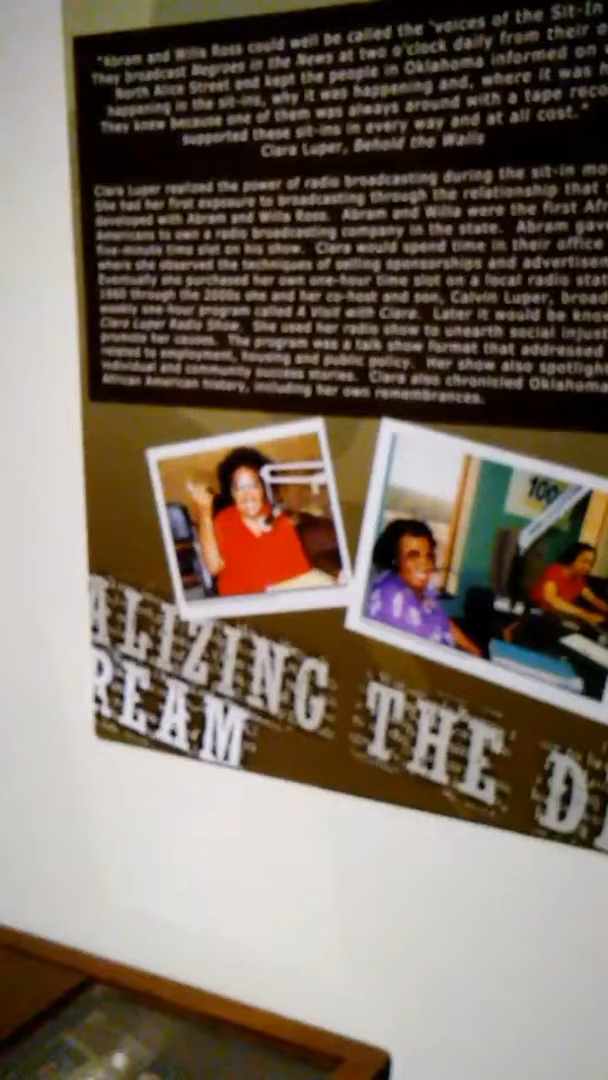 "Abram and Willa Ross could well be called the 'voices of the Sit-In
They broadcast Negroes in the News at two o'clock daily from their o
North Alice Street and kept the people in Oklahoma informed on
happening in the sit-ins, why it was happening and, where it was h
They knew because one of them was always around with a tape reco
supported these sit-ins in every way and at all cost."
Clara Luper, Behold the Walls
Clara Luper realized the power of radio broadcasting during the sit-in mo
She had her first exposure to broadcasting through the relationship that
developed with Abram and Willa Ross. Abram and Willa were the first Afr
Americans to own a radio broadcasting company in the state. Abram gav
five-minute time slot on his show. Clara would spend time in their office
where she observed the techniques of selling sponsorships and advertisem
Eventually she purchased her own one-hour time slot on a local radio stat
1960 through the 2000s she and her co-host and son, Calvin Luper, broad
weekly one-hour program called A Visit with Clara. Later it would be know
Clara Luper Radio Show. She used her radio show to unearth social injust
promote her causes. The program was a talk show format that addressed
related to employment, housing and public policy. Her show also spotligh
individual and community success stories. Clara also chronicled Oklahoma
African American history, including her own remembrances.
100
ALIZING THE D
REAM